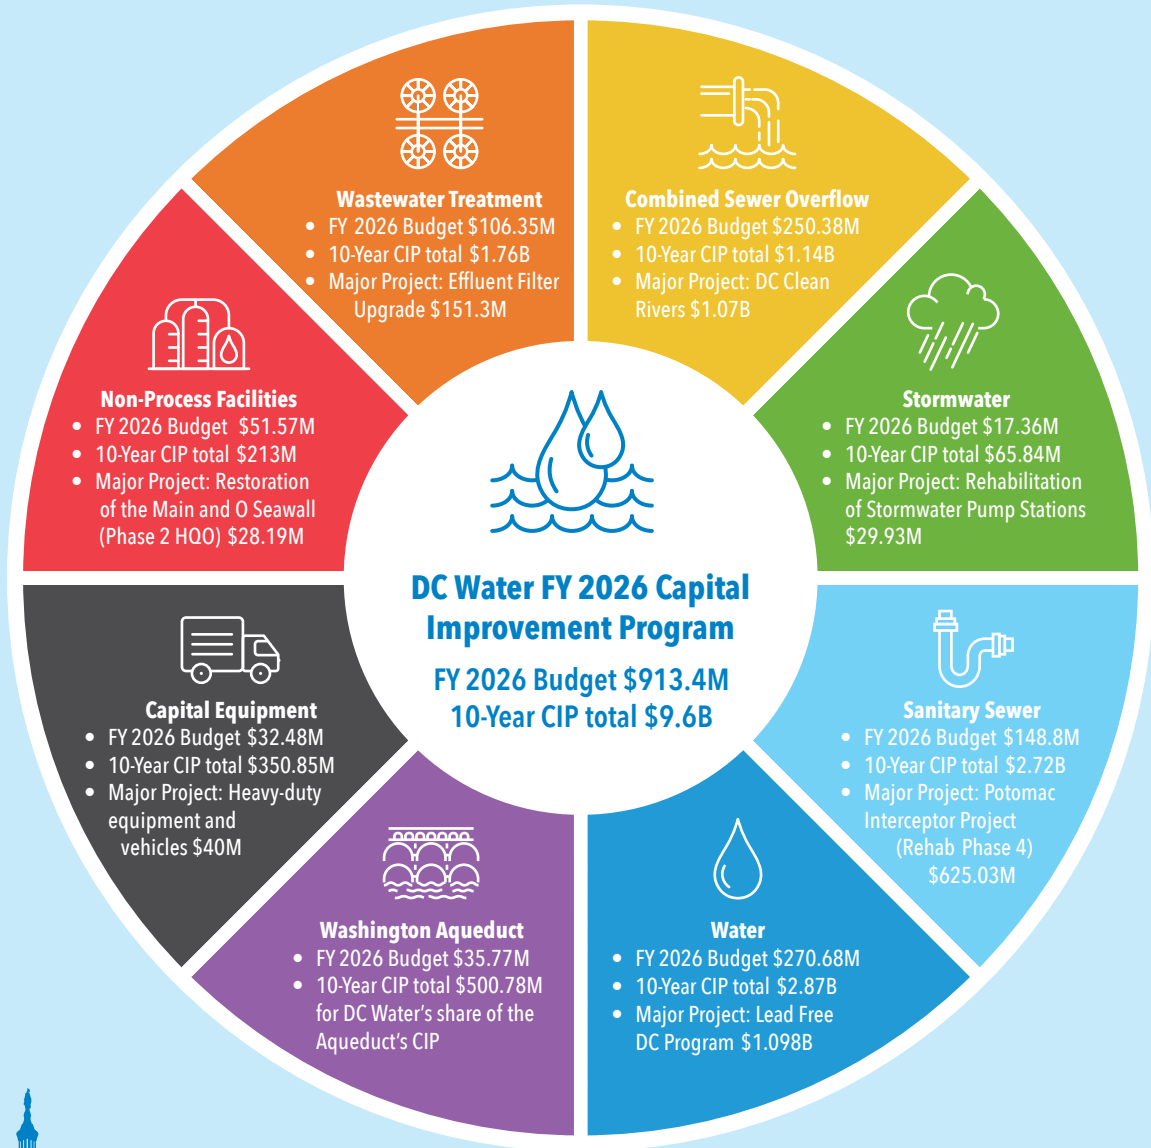 Wastewater Treatment
• FY 2026 Budget $106.35M
• 10-Year CIP total $1.76B
• Major Project: Effluent Filter
Upgrade $151.3M
Combined Sewer Overflow
• FY 2026 Budget $250.38M
• 10-Year CIP total $1.14B
• Major Project: DC Clean
Rivers $1.07B
Non-Process Facilities
• FY 2026 Budget $51.57M
• 10-Year CIP total $213M
• Major Project: Restoration
of the Main and O Seawall
(Phase 2 HQO) $28.19M
Stormwater
• FY 2026 Budget $17.36M
• 10-Year CIP total $65.84M
• Major Project: Rehabilitation
of Stormwater Pump Stations
$29.93M
DC Water FY 2026 Capital
Improvement Program
FY 2026 Budget $913.4M
10-Year CIP total $9.6B
Capital Equipment
• FY 2026 Budget $32.48M
• 10-Year CIP total $350.85M
• Major Project: Heavy-duty
equipment and
vehicles $40M
Sanitary Sewer
• FY 2026 Budget $148.8M
• 10-Year CIP total $2.72B
• Major Project: Potomac
Interceptor Project
(Rehab Phase 4)
$625.03M
Washington Aqueduct
• FY 2026 Budget $35.77M
• 10-Year CIP total $500.78M
for DC Water’s share of the
Aqueduct’s CIP
Water
• FY 2026 Budget $270.68M
• 10-Year CIP total $2.87B
• Major Project: Lead Free
DC Program $1.098B